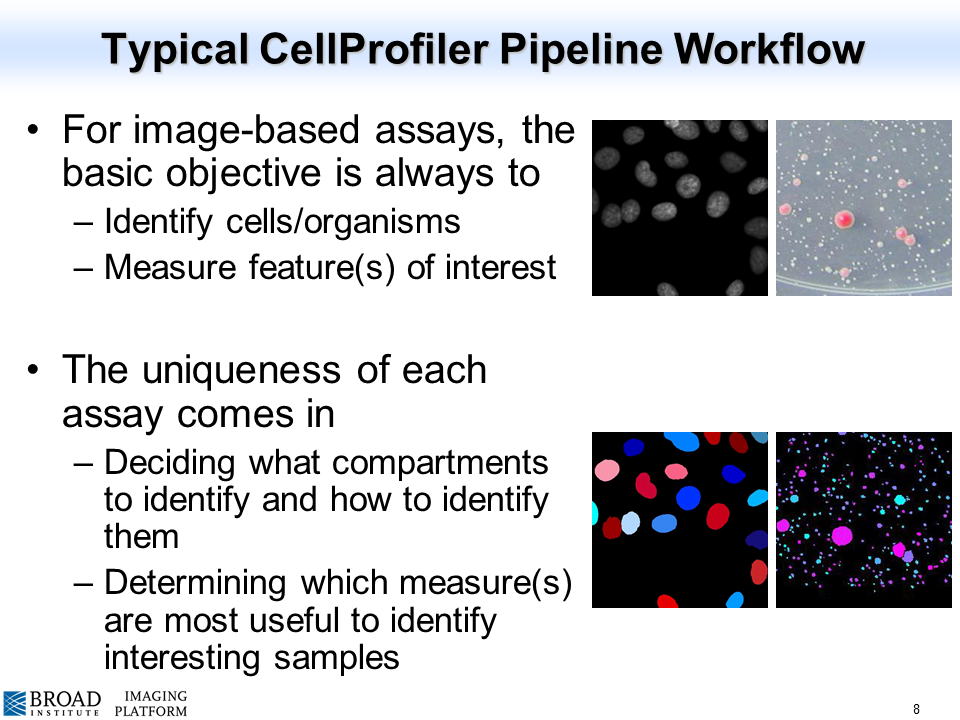 Typical CellProfiler Pipeline Workflow
• For image-based assays, the
basic objective is always to
– Identify cells/organisms
– Measure feature(s) of interest
• The uniqueness of each
assay comes in
– Deciding what compartments
to identify and how to identify
them
– Determining which measure(s)
are most useful to identify
interesting samples
BROAD
INSTITUTE
IMAGING
PLATFORM
8